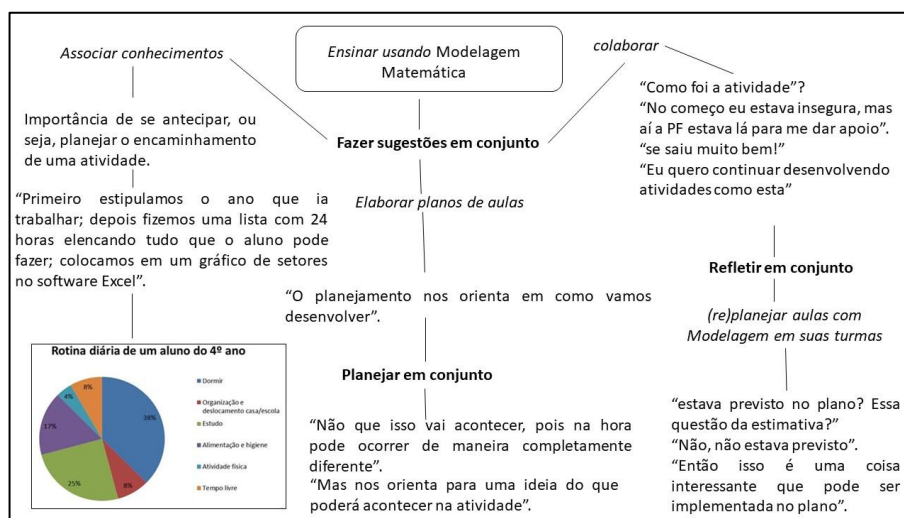 Associar conhecimentos
Ensinar usando Modelagem
Matemática
colaborar
Importância de se antecipar, ou
seja, planejar o encaminhamento
de uma atividade.
Fazer sugestões em conjunto
“Como foi a atividade”?
“No começo eu estava insegura, mas
aí a PF estava lá para me dar apoio”.
“se saiu muito bem!”
“Eu quero continuar desenvolvendo
atividades como esta”
“Primeiro estipulamos o ano que ia
trabalhar; depois fizemos uma lista com 24
horas elencando tudo que o aluno pode
fazer; colocamos em um gráfico de setores
no software Excel”.
Elaborar planos de aulas
Refletir em conjunto
“O planejamento nos orienta em como vamos
desenvolver”.
(re)planejar aulas com
Modelagem em suas turmas
Rotina diária de um aluno do 4º ano
8%
4%
17%
38%
25%
8%
Dormir
Organização e
deslocamento casa/escola
Estudo
Alimentação e higiene
Atividade física
Tempo livre
Planejar em conjunto
“Não que isso vai acontecer, pois na hora
pode ocorrer de maneira completamente
diferente”.
“Mas nos orienta para uma ideia do que
poderá acontecer na atividade”.
“estava previsto no plano? Essa
questão da estimativa?”
“Não, não estava previsto”.
“Então isso é uma coisa
interessante que pode ser
implementada no plano”.